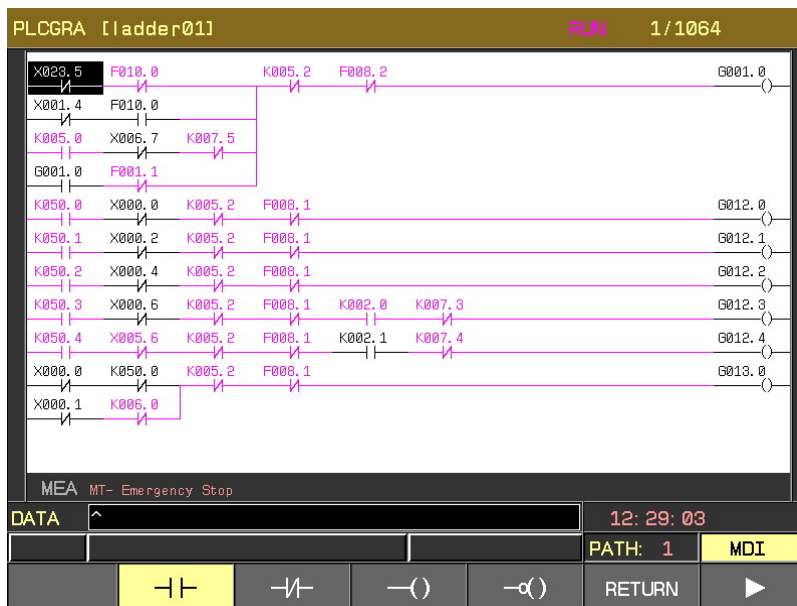 PLCGRA [ladder01] RUN 1/1064
X023.5 F010.0 K005.2 F008.2 G001.0
X001.4 F010.0
K005.0 X006.7 K007.5
G001.0 F001.1
K050.0 X000.0 K005.2 F008.1 G012.0
K050.1 X000.2 K005.2 F008.1 G012.1
K050.2 X000.4 K005.2 F008.1 G012.2
K050.3 X000.6 K005.2 F008.1 K002.0 K007.3 G012.3
K050.4 X005.6 K005.2 F008.1 K002.1 K007.4 G012.4
X000.0 K050.0 K005.2 F008.1 G013.0
X000.1 K006.0
MEA MT- Emergency Stop
DATA ^ 12:29:03
PATH: 1 MDI
RETURN